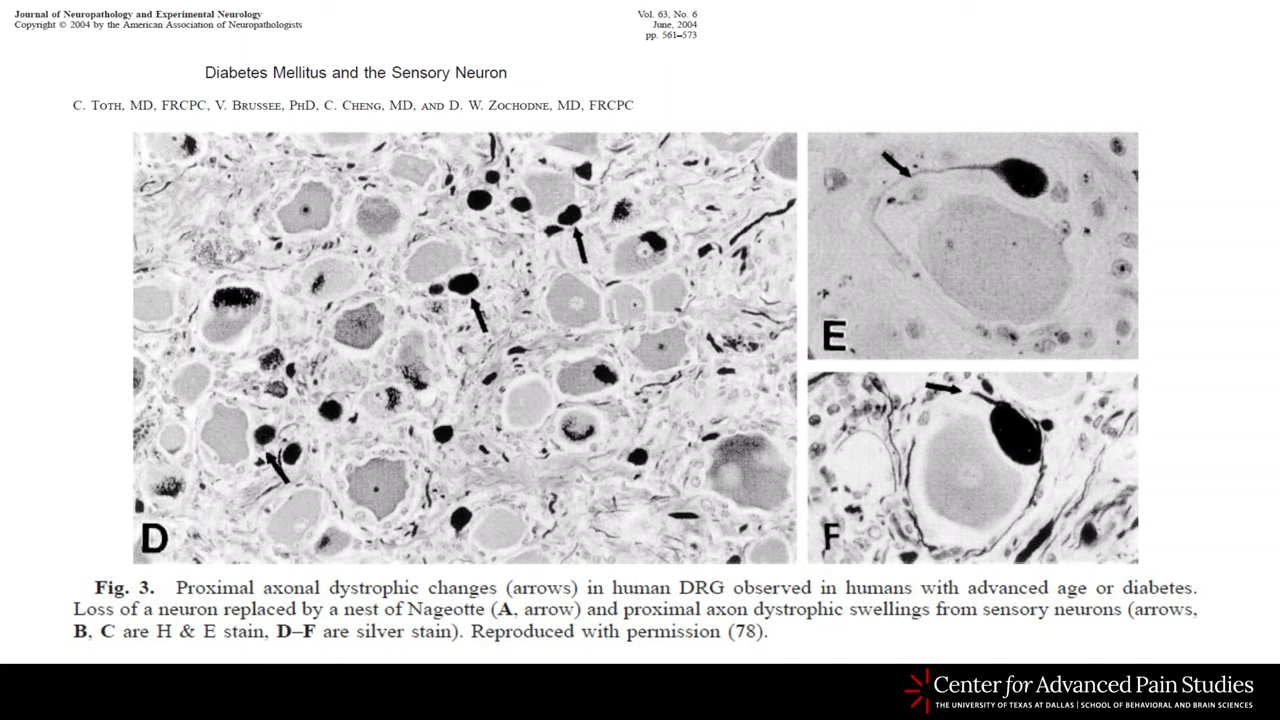 Journal of Neuropathology and Experimental Neurology
Copyright © 2004 by the American Association of Neuropathologists
Vol. 63, No. 6
June, 2004
pp. 561–573
Diabetes Mellitus and the Sensory Neuron
C. TOTH, MD, FRCPC, V. BRUSSEE, PHD, C. CHENG, MD, AND D. W. ZOCHODNE, MD, FRCPC
E
D
F
Fig. 3. Proximal axonal dystrophic changes (arrows) in human DRG observed in humans with advanced age or diabetes.
Loss of a neuron replaced by a nest of Nageotte (A, arrow) and proximal axon dystrophic swellings from sensory neurons (arrows,
B, C are H & E stain, D–F are silver stain). Reproduced with permission (78).
Center for Advanced Pain Studies
THE UNIVERSITY OF TEXAS AT DALLAS | SCHOOL OF BEHAVIORAL AND BRAIN SCIENCES